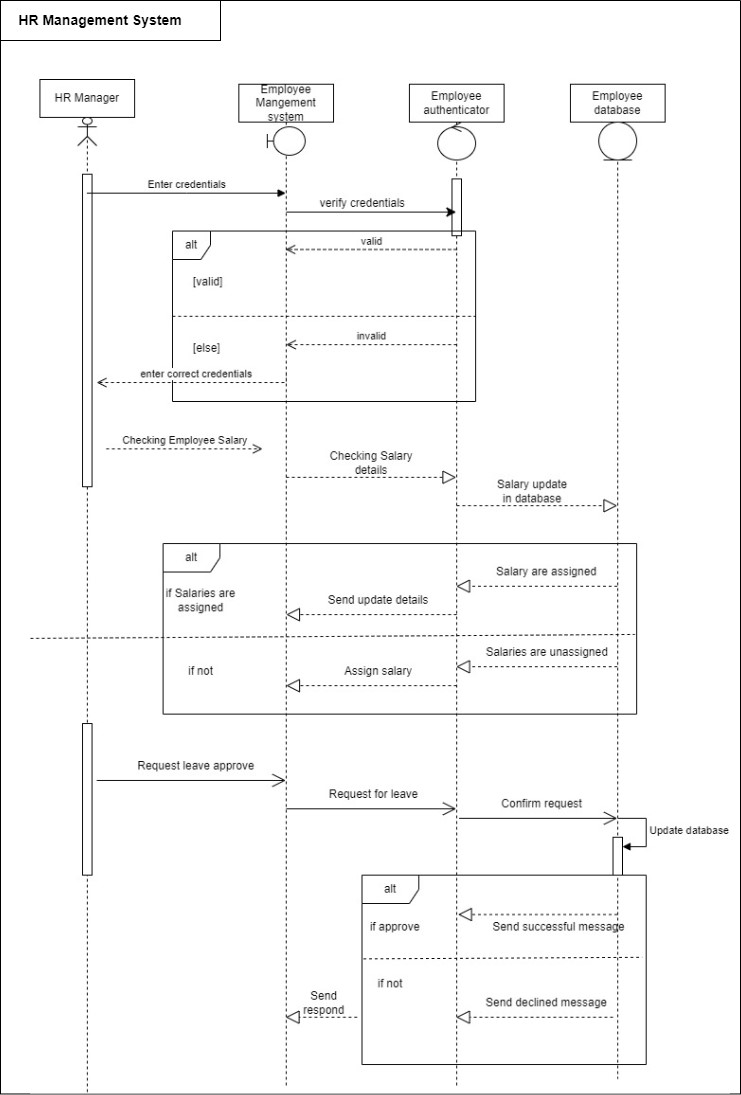 HR Management System
HR Manager
Employee
Mangement
system
Employee
authenticator
Employee
database
Enter credentials
verify credentials
alt
valid
[valid]
invalid
[else]
enter correct credentials
Checking Employee Salary
Checking Salary
details
Salary update
in database
alt
Salary are assigned
if Salaries are
assigned
Send update details
Salaries are unassigned
if not
Assign salary
Request leave approve
Request for leave
Confirm request
Update database
alt
if approve
Send successful message
if not
Send
respond
Send declined message